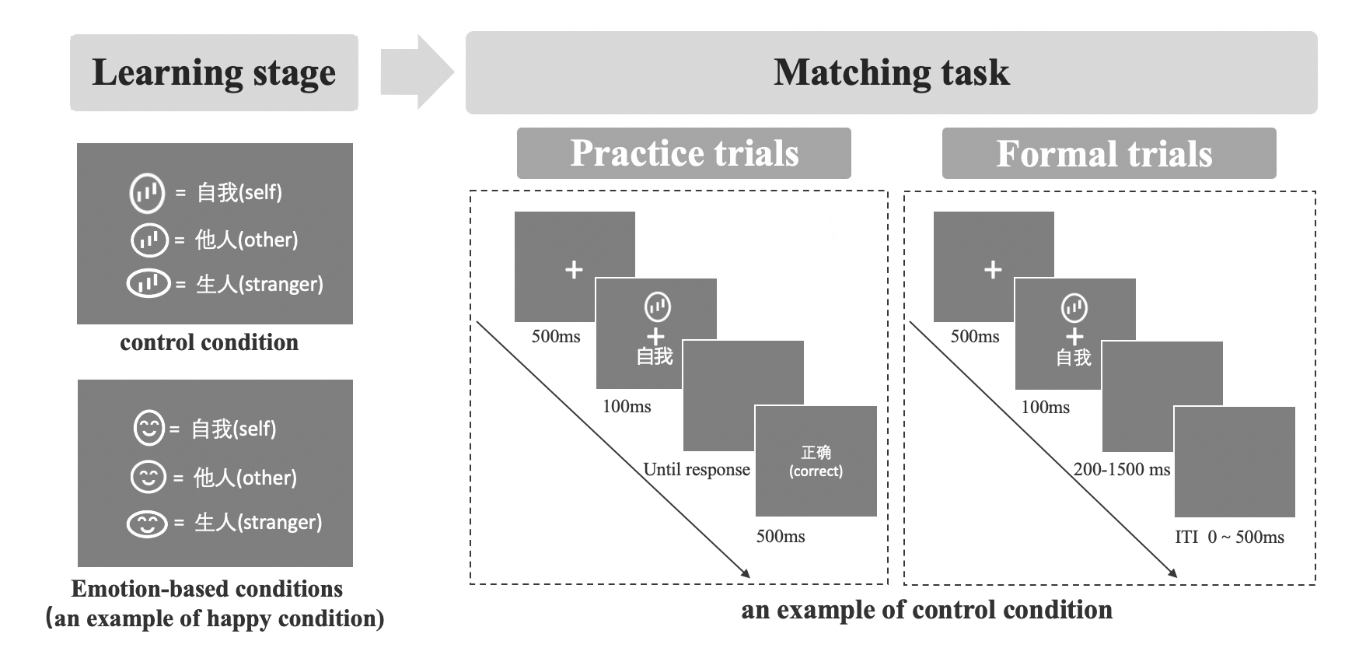 Learning stage
Matching task
Practice trials
Formal trials
= 自我(self)
= 他人(other)
= 生人(stranger)
control condition
= 自我(self)
= 他人(other)
= 生人(stranger)
Emotion-based conditions
(an example of happy condition)
+
500ms
+
自我
100ms
Until response
正确
(correct)
500ms
+
500ms
+
自我
100ms
200-1500 ms
ITI 0 ~ 500ms
an example of control condition